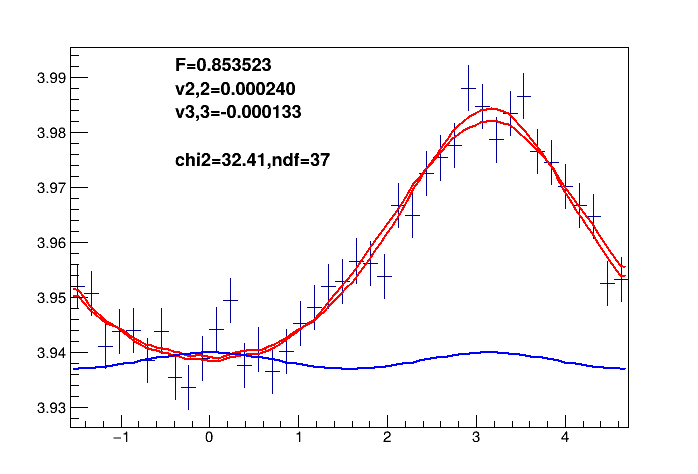 F=0.853523
v2,2=0.000240
v3,3=-0.000133
chi2=32.41,ndf=37
3.99
3.98
3.97
3.96
3.95
3.94
3.93
−1 0 1 2 3 4